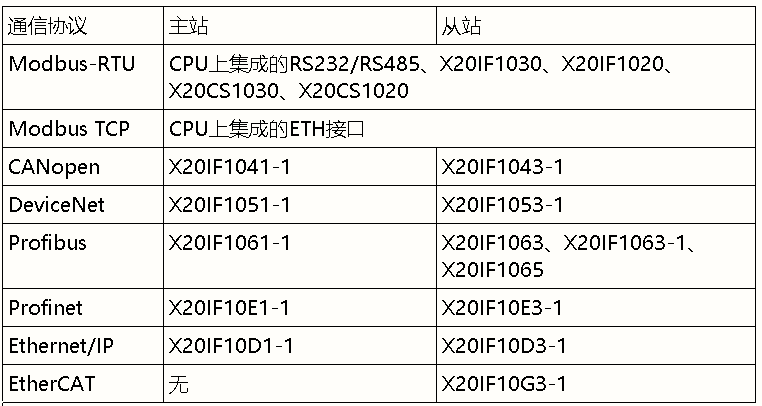 通信协议 主站 从站
Modbus-RTU CPU上集成的RS232/RS485、X20IF1030、X20IF1020、
X20CS1030、X20CS1020
Modbus TCP CPU上集成的ETH接口
CANopen X20IF1041-1 X20IF1043-1
DeviceNet X20IF1051-1 X20IF1053-1
Profibus X20IF1061-1 X20IF1063、X20IF1063-1、
X20IF1065
Profinet X20IF10E1-1 X20IF10E3-1
Ethernet/IP X20IF10D1-1 X20IF10D3-1
EtherCAT 无 X20IF10G3-1